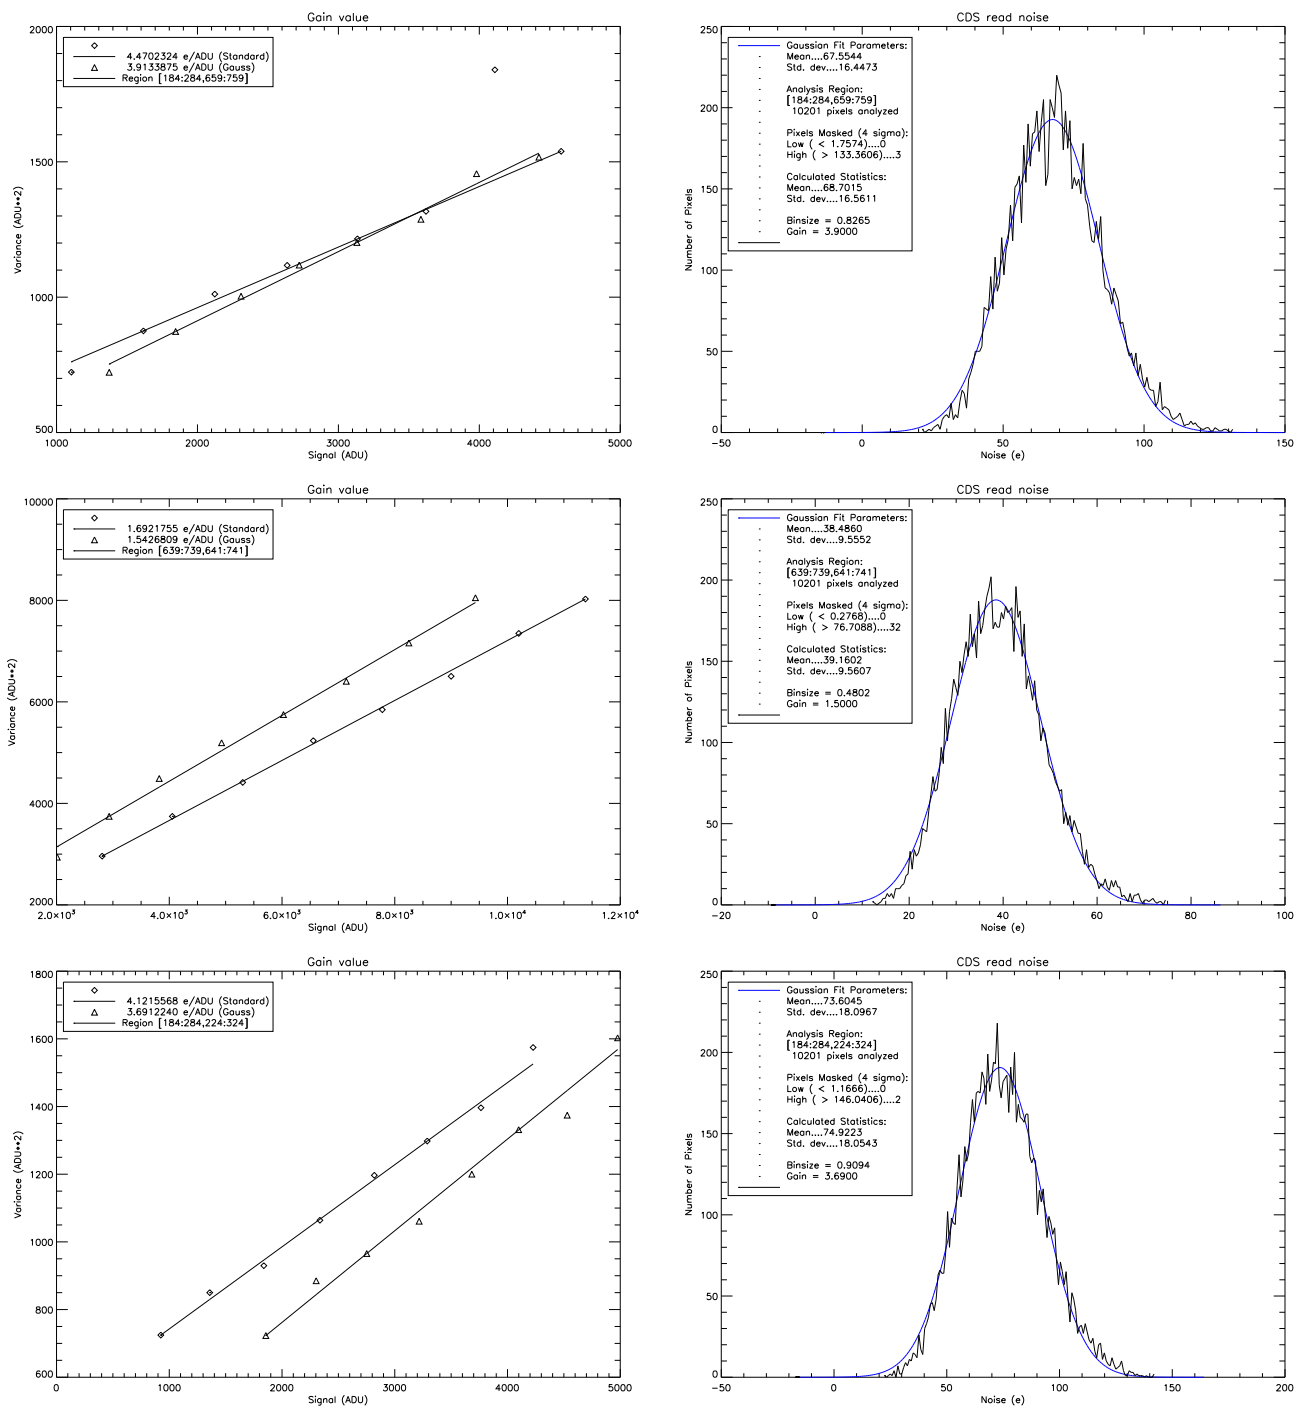 Gain value
2000
1500
1000
500
Variance (ADU**2)
4.4702324 e/ADU (Standard)
3.9133875 e/ADU (Gauss)
Region [184:284,659:759]
1000 2000 3000 4000 5000
Signal (ADU)
CDS read noise
250
200
150
100
50
0
Number of Pixels
Gaussian Fit Parameters:
Mean....67.5544
Std. dev....16.4473
Analysis Region:
[184:284,659:759]
10201 pixels analyzed
Pixels Masked (4 sigma):
Low ( < 1.7574)....0
High ( > 133.3606)....3
Calculated Statistics:
Mean....68.7015
Std. dev....16.5611
Binsize = 0.8265
Gain = 3.9000
-50 0 50 100 150
Noise (e)
Gain value
10000
8000
6000
4000
2000
Variance (ADU**2)
1.6921755 e/ADU (Standard)
1.5426809 e/ADU (Gauss)
Region [639:739,641:741]
2.0×10³ 4.0×10³ 6.0×10³ 8.0×10³ 1.0×10⁴ 1.2×10⁴
Signal (ADU)
CDS read noise
250
200
150
100
50
0
Number of Pixels
Gaussian Fit Parameters:
Mean....38.4860
Std. dev....9.5552
Analysis Region:
[639:739,641:741]
10201 pixels analyzed
Pixels Masked (4 sigma):
Low ( < 0.2768)....0
High ( > 76.7088)....32
Calculated Statistics:
Mean....39.1602
Std. dev....9.5607
Binsize = 0.4802
Gain = 1.5000
-20 0 20 40 60 80 100
Noise (e)
Gain value
1800
1600
1400
1200
1000
800
600
Variance (ADU**2)
4.1215568 e/ADU (Standard)
3.6912240 e/ADU (Gauss)
Region [184:284,224:324]
0 1000 2000 3000 4000 5000
Signal (ADU)
CDS read noise
250
200
150
100
50
0
Number of Pixels
Gaussian Fit Parameters:
Mean....73.6045
Std. dev....18.0967
Analysis Region:
[184:284,224:324]
10201 pixels analyzed
Pixels Masked (4 sigma):
Low ( < 1.1666)....0
High ( > 146.0406)....2
Calculated Statistics:
Mean....74.9223
Std. dev....18.0543
Binsize = 0.9094
Gain = 3.6900
-50 0 50 100 150 200
Noise (e)